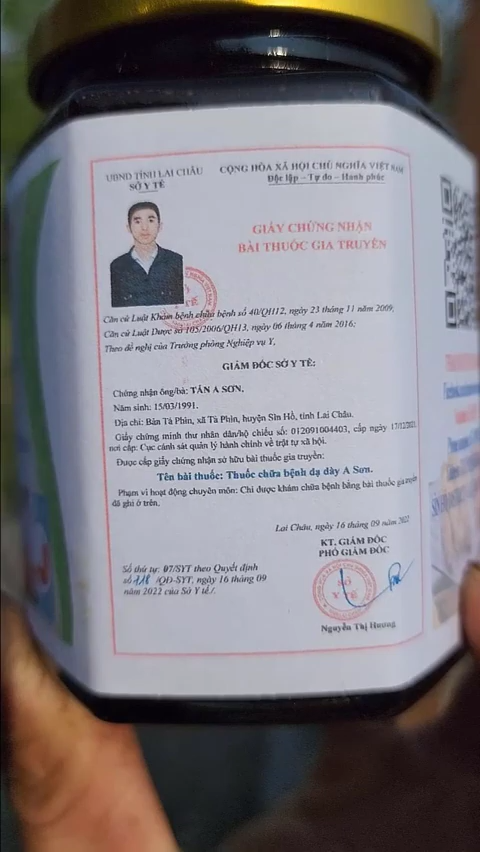 UBND TỈNH LAI CHÂU
SỞ Y TẾ
CỘNG HÒA XÃ HỘI CHỦ NGHĨA VIỆT NAM
Độc lập - Tự do - Hạnh phúc
GIẤY CHỨNG NHẬN
BÀI THUỐC GIA TRUYỀN
Căn cứ Luật Khám bệnh chữa bệnh số 40/QH12, ngày 23 tháng 11 năm 2009;
Căn cứ Luật Dược số 105/2006/QH13, ngày 06 tháng 4 năm 2016;
Theo đề nghị của Trưởng phòng Nghiệp vụ Y,
GIÁM ĐỐC SỞ Y TẾ:
Chứng nhận ông/bà: TẨN A SƠN.
Năm sinh: 15/03/1991.
Địa chỉ: Bản Tả Phìn, xã Tả Phìn, huyện Sìn Hồ, tỉnh Lai Châu.
Giấy chứng minh thư nhân dân/hộ chiếu số: 012091004403, cấp ngày
nơi cấp: Cục cảnh sát quản lý hành chính về trật tự xã hội.
Được cấp giấy chứng nhận sở hữu bài thuốc gia truyền:
Tên bài thuốc: Thuốc chữa bệnh dạ dày A Sơn.
Phạm vi hoạt động chuyên môn: Chỉ được khám chữa bệnh bằng bài thuốc gia truyền
đã ghi ở trên.
Lai Châu, ngày 16 tháng 09 năm 2022
KT. GIÁM ĐỐC
PHÓ GIÁM ĐỐC
Số thứ tự: 07/SYT theo Quyết định
số 118 /QĐ-SYT, ngày 16 tháng 09
năm 2022 của Sở Y tế/.
SỞ
Y TẾ
Nguyễn Thị Hương